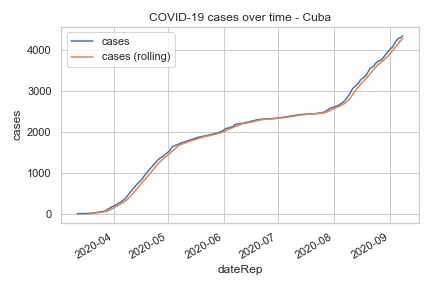 COVID-19 cases over time - Cuba
cases
cases (rolling)
cases
4000
3000
2000
1000
0
2020-04
2020-05
2020-06
2020-07
2020-08
2020-09
dateRep